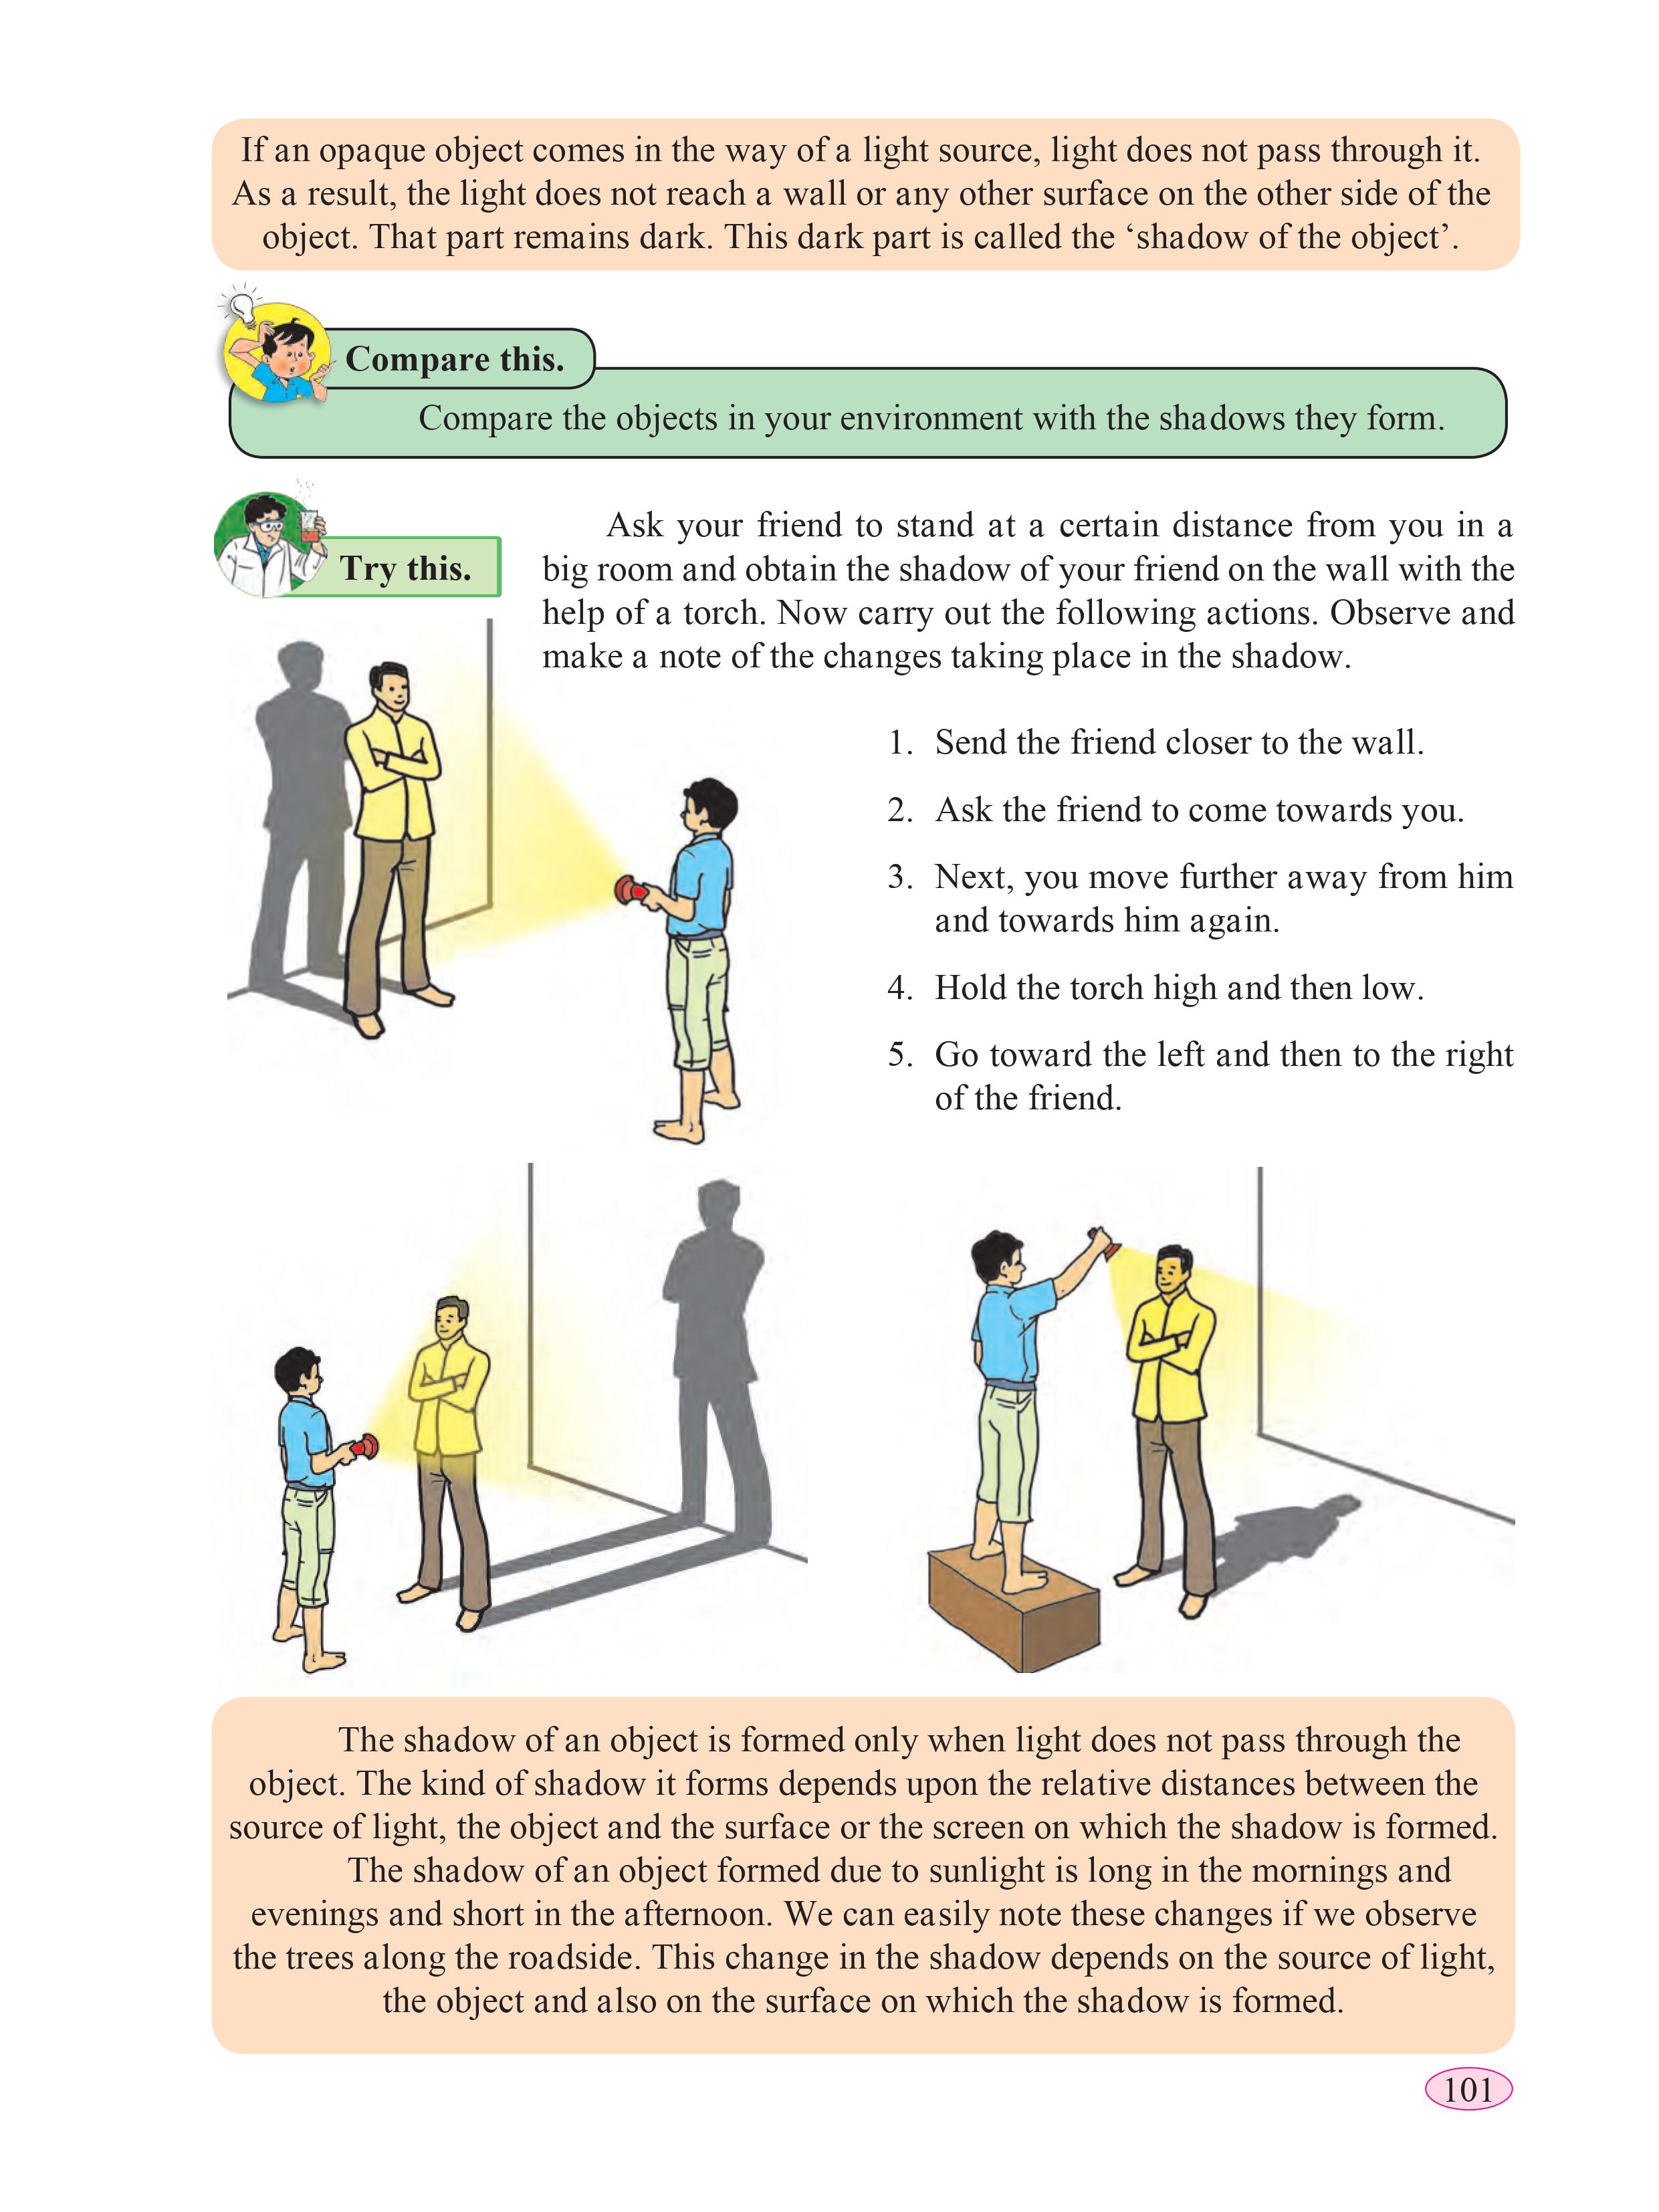 If an opaque object comes in the way of a light source, light does not pass through it.
As a result, the light does not reach a wall or any other surface on the other side of the
object. That part remains dark. This dark part is called the ‘shadow of the object’.
Compare this.
Compare the objects in your environment with the shadows they form.
Try this.
Ask your friend to stand at a certain distance from you in a
big room and obtain the shadow of your friend on the wall with the
help of a torch. Now carry out the following actions. Observe and
make a note of the changes taking place in the shadow.
1. Send the friend closer to the wall.
2. Ask the friend to come towards you.
3. Next, you move further away from him
and towards him again.
4. Hold the torch high and then low.
5. Go toward the left and then to the right
of the friend.
The shadow of an object is formed only when light does not pass through the
object. The kind of shadow it forms depends upon the relative distances between the
source of light, the object and the surface or the screen on which the shadow is formed.
The shadow of an object formed due to sunlight is long in the mornings and
evenings and short in the afternoon. We can easily note these changes if we observe
the trees along the roadside. This change in the shadow depends on the source of light,
the object and also on the surface on which the shadow is formed.
101